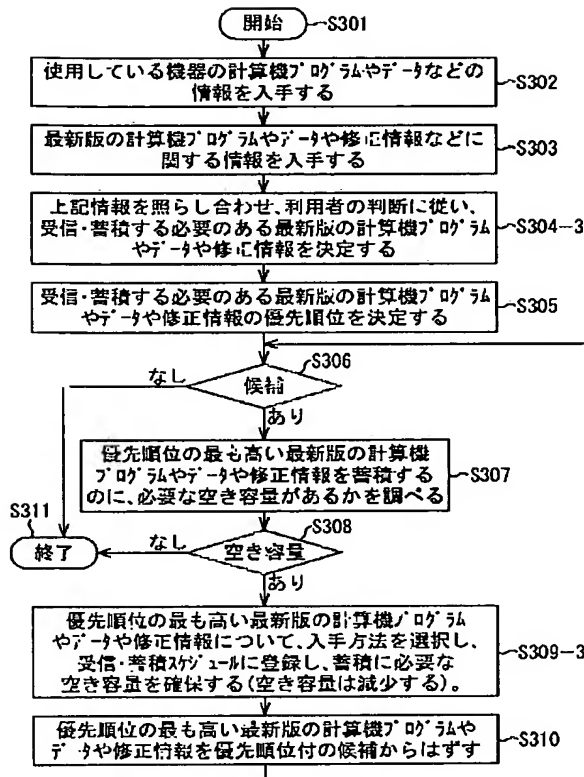 開始
S301
使用している機器の計算機プログラムやデータなどの
情報を入手する
S302
最新版の計算機プログラムやデータや修正情報などに
関する情報を入手する
S303
上記情報を照らし合わせ、利用者の判断に従い、
受信・蓄積する必要のある最新版の計算機プログラム
やデータや修正情報を決定する
S304-3
受信・蓄積する必要のある最新版の計算機プログラム
やデータや修正情報の優先順位を決定する
S305
S306
なし
候補
あり
優先順位の最も高い最新版の計算機
プログラムやデータや修正情報を蓄積する
のに、必要な空き容量があるかを調べる
S307
S311
終了
S308
なし
空き容量
あり
優先順位の最も高い最新版の計算機プログラム
やデータや修正情報について、入手方法を選択し、
受信・蓄積スケジュールに登録し、蓄積に必要な
空き容量を確保する(空き容量は減少する)。
S309-3
優先順位の最も高い最新版の計算機プログラムや
データや修正情報を優先順位付の候補からはずす
S310